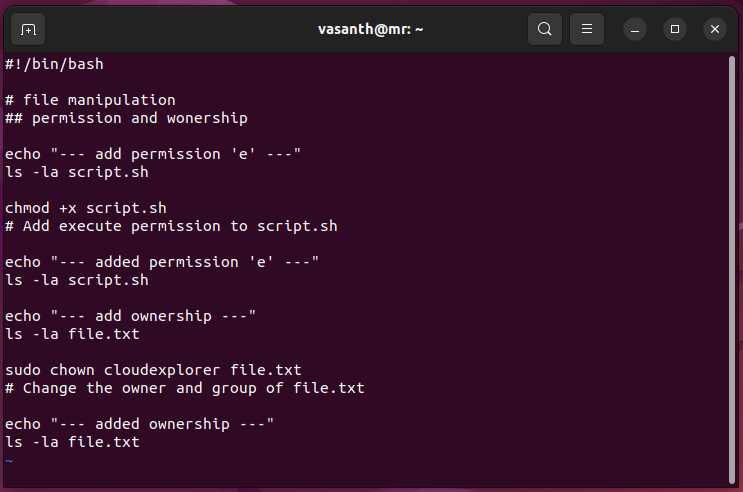 vasanth@mr: ~
#!/bin/bash
# file manipulation
## permission and wonership
echo "--- add permission 'e' ---"
ls -la script.sh
chmod +x script.sh
# Add execute permission to script.sh
echo "--- added permission 'e' ---"
ls -la script.sh
echo "--- add ownership ---"
ls -la file.txt
sudo chown cloudexplorer file.txt
# Change the owner and group of file.txt
echo "--- added ownership ---"
ls -la file.txt
~